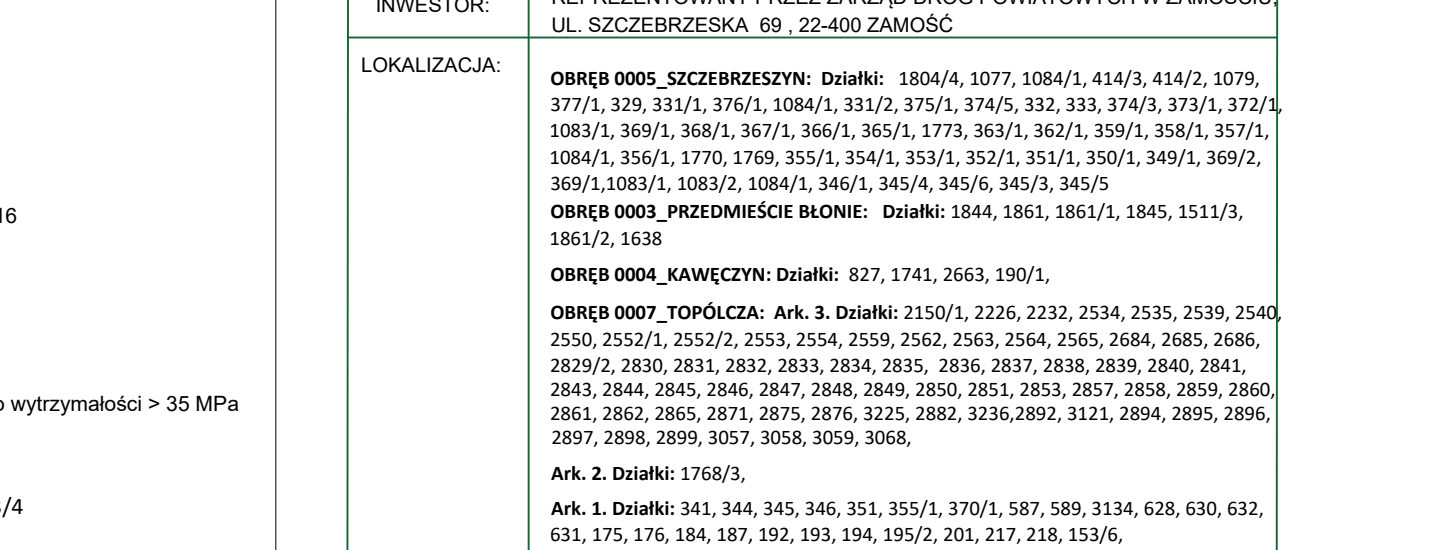 INWESTOR:
REPREZENTOWANY PRZEZ ZARZĄD DRÓG POWIATOWYCH W ZAMOŚCIU,
UL. SZCZEBRZESKA 69 , 22-400 ZAMOŚĆ
LOKALIZACJA:
OBRĘB 0005_SZCZEBRZESZYN: Działki: 1804/4, 1077, 1084/1, 414/3, 414/2, 1079,
377/1, 329, 331/1, 376/1, 1084/1, 331/2, 375/1, 374/5, 332, 333, 374/3, 373/1, 372/1,
1083/1, 369/1, 368/1, 367/1, 366/1, 365/1, 1773, 363/1, 362/1, 359/1, 358/1, 357/1,
1084/1, 356/1, 1770, 1769, 355/1, 354/1, 353/1, 352/1, 351/1, 350/1, 349/1, 369/2,
369/1,1083/1, 1083/2, 1084/1, 346/1, 345/4, 345/6, 345/3, 345/5
OBRĘB 0003_PRZEDMIEŚCIE BŁONIE: Działki: 1844, 1861, 1861/1, 1845, 1511/3,
1861/2, 1638
OBRĘB 0004_KAWĘCZYN: Działki: 827, 1741, 2663, 190/1,
OBRĘB 0007_TOPÓLCZA: Ark. 3. Działki: 2150/1, 2226, 2232, 2534, 2535, 2539, 2540,
2550, 2552/1, 2552/2, 2553, 2554, 2559, 2562, 2563, 2564, 2565, 2684, 2685, 2686,
2829/2, 2830, 2831, 2832, 2833, 2834, 2835, 2836, 2837, 2838, 2839, 2840, 2841,
2843, 2844, 2845, 2846, 2847, 2848, 2849, 2850, 2851, 2853, 2857, 2858, 2859, 2860,
2861, 2862, 2865, 2871, 2875, 2876, 3225, 2882, 3236,2892, 3121, 2894, 2895, 2896,
2897, 2898, 2899, 3057, 3058, 3059, 3068,
Ark. 2. Działki: 1768/3,
Ark. 1. Działki: 341, 344, 345, 346, 351, 355/1, 370/1, 587, 589, 3134, 628, 630, 632,
631, 175, 176, 184, 187, 192, 193, 194, 195/2, 201, 217, 218, 153/6,
16
o wytrzymałości > 35 MPa
/4